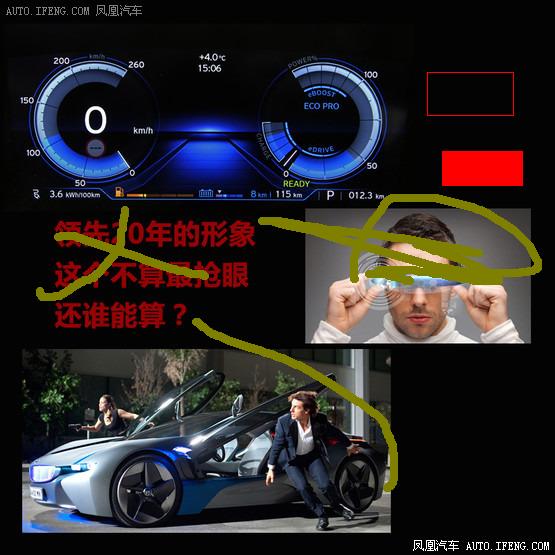 AUTO.IFENG.COM 凤凰汽车
km/h
200
260
150
100
50
0
0
km/h
+4.0°C
15:06
POWER%
100
eBOOST
ECO PRO
50
CHARGE
eDRIVE
0
READY
3.6 kWh/100km
8 km
115 km
P
012.3 km
领先20年的形象
这个不算最抢眼
还谁能算？
凤凰汽车 AUTO.IFENG.COM